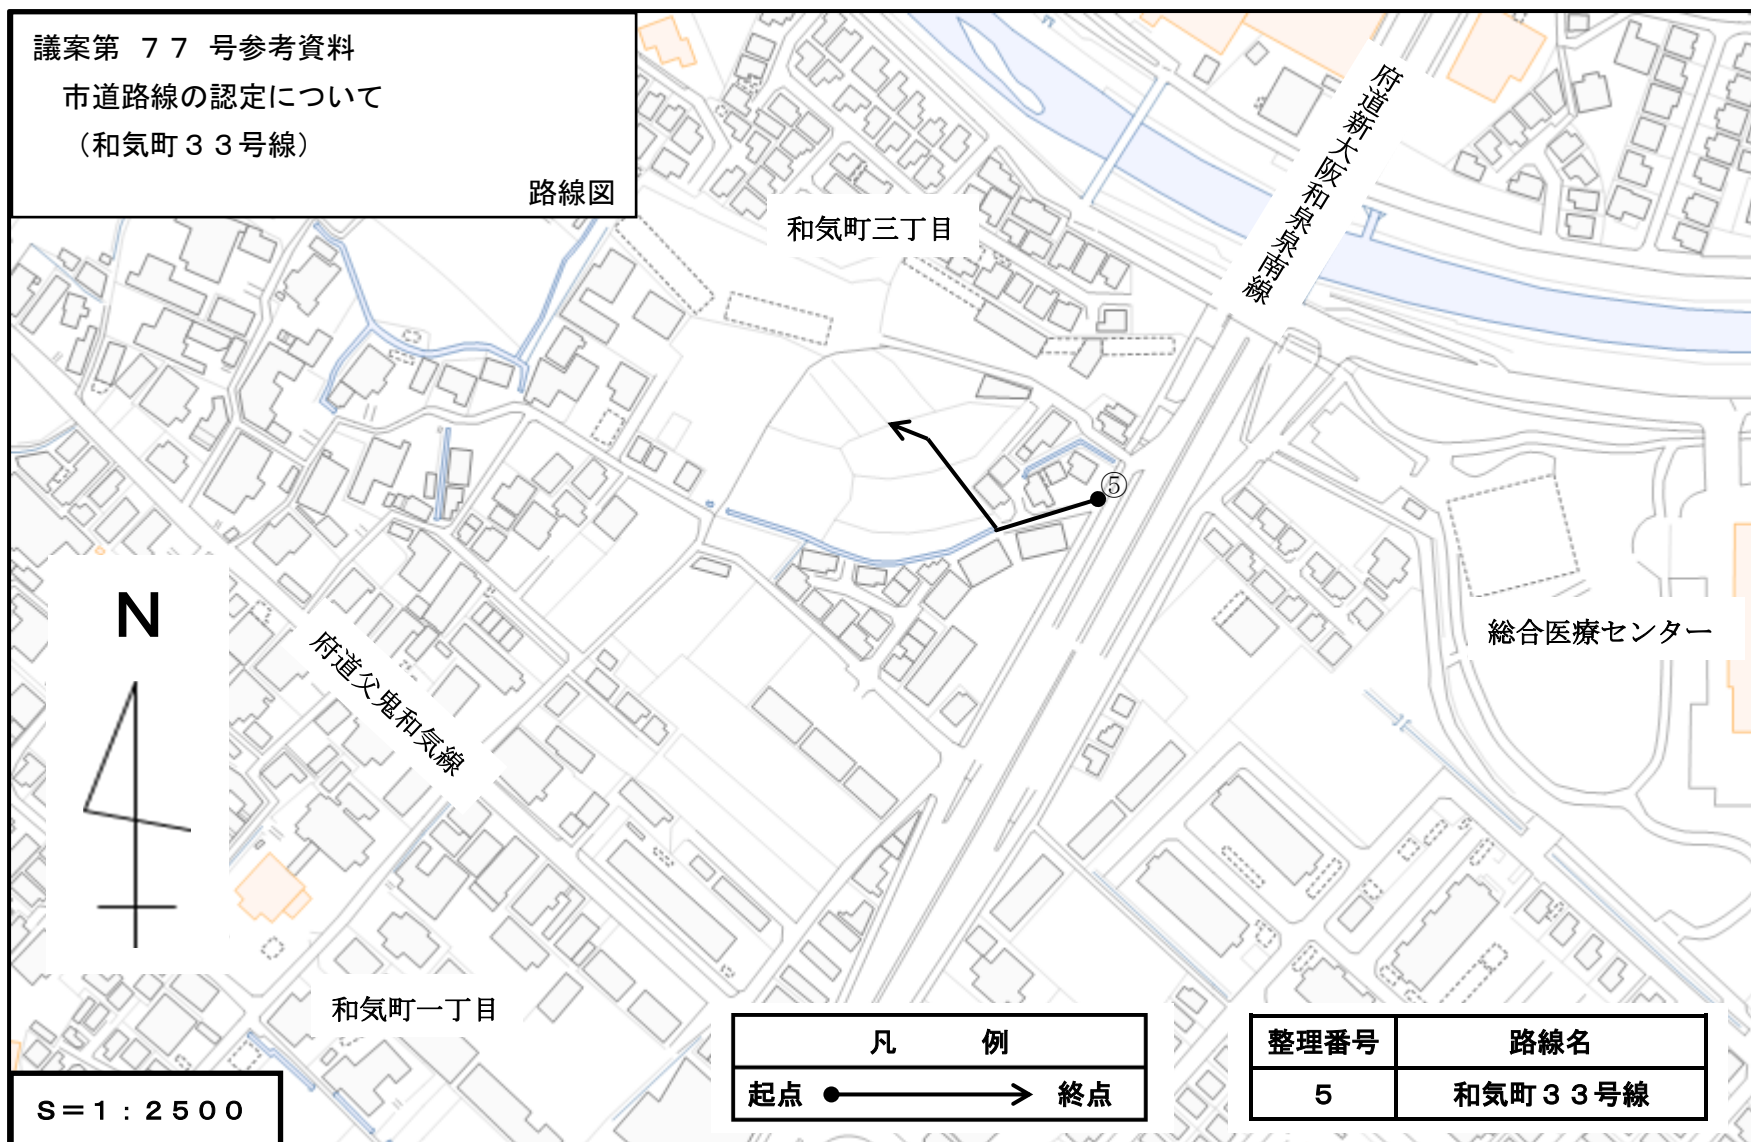 議案第 ７７ 号参考資料
市道路線の認定について
（和気町３３号線）
路線図
和気町三丁目
府道新大阪和泉泉南線
⑤
N
総合医療センター
府道父鬼和気線
和気町一丁目
凡 例
起点 終点
整理番号 路線名
5 和気町３３号線
S＝１：２５００